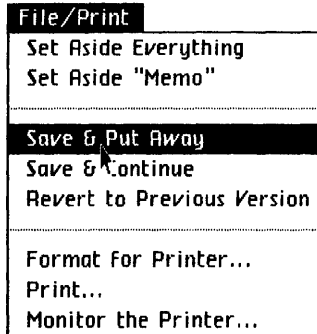 File/Print
Set Aside Everything
Set Aside "Memo"
Save & Put Away
Save & Continue
Revert to Previous Version
Format for Printer...
Print...
Monitor the Printer...